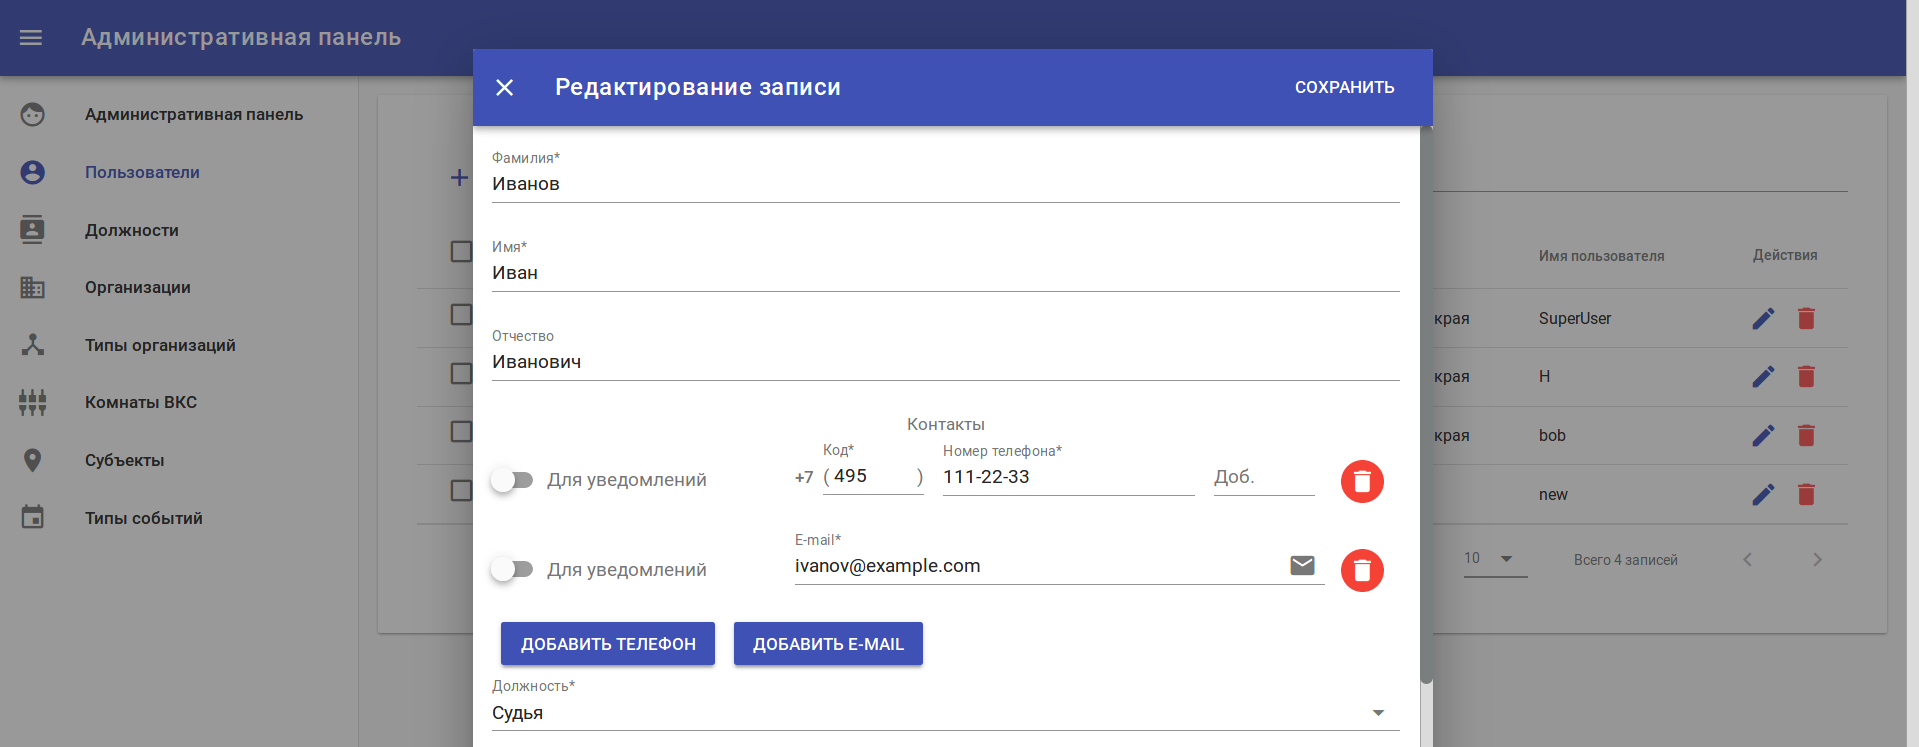 Административная панель
Редактирование записи
СОХРАНИТЬ
Административная панель
Пользователи
Должности
Организации
Типы организаций
Комнаты ВКС
Субъекты
Типы событий
+
Фамилия*
Иванов
Имя*
Иван
Отчество
Иванович
Контакты
Для уведомлений
+7
Код*
( 495 )
Номер телефона*
111-22-33
Доб.
Для уведомлений
E-mail*
ivanov@example.com
ДОБАВИТЬ ТЕЛЕФОН
ДОБАВИТЬ E-MAIL
Должность*
Судья
Имя пользователя
Действия
края
SuperUser
края
Н
края
bob
new
10
Всего 4 записей